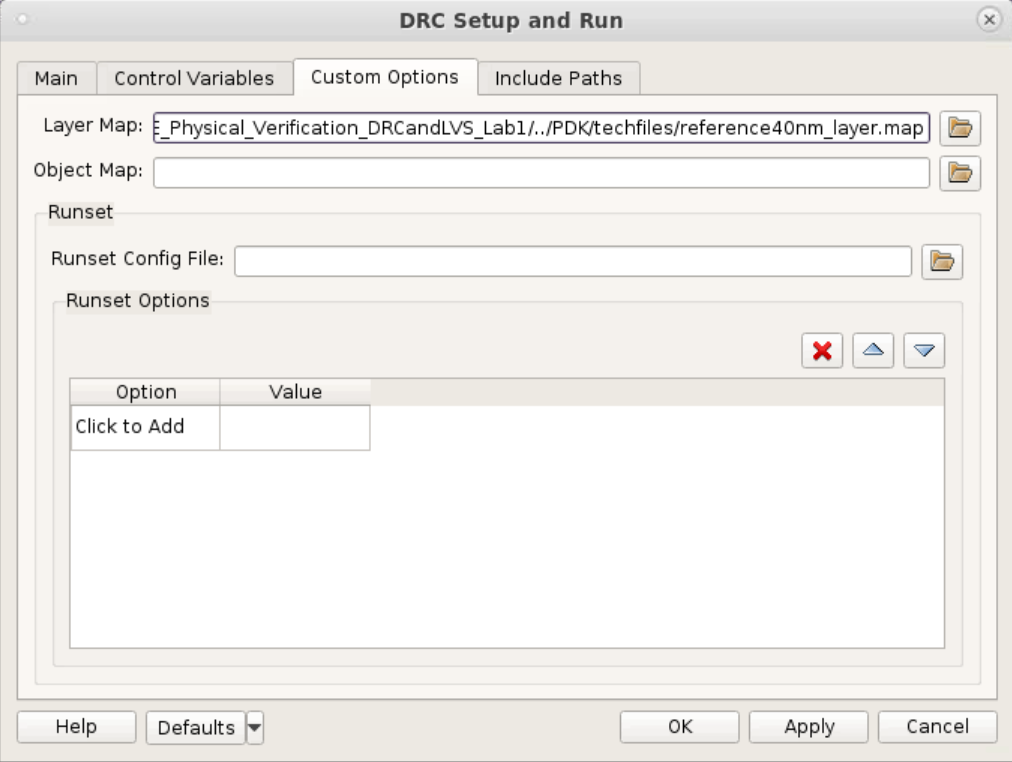 DRC Setup and Run
Main Control Variables Custom Options Include Paths
Layer Map: E_Physical_Verification_DRCandLVS_Lab1/../PDK/techfiles/reference40nm_layer.map
Object Map:
Runset
Runset Config File:
Runset Options
Option Value
Click to Add
Help Defaults OK Apply Cancel